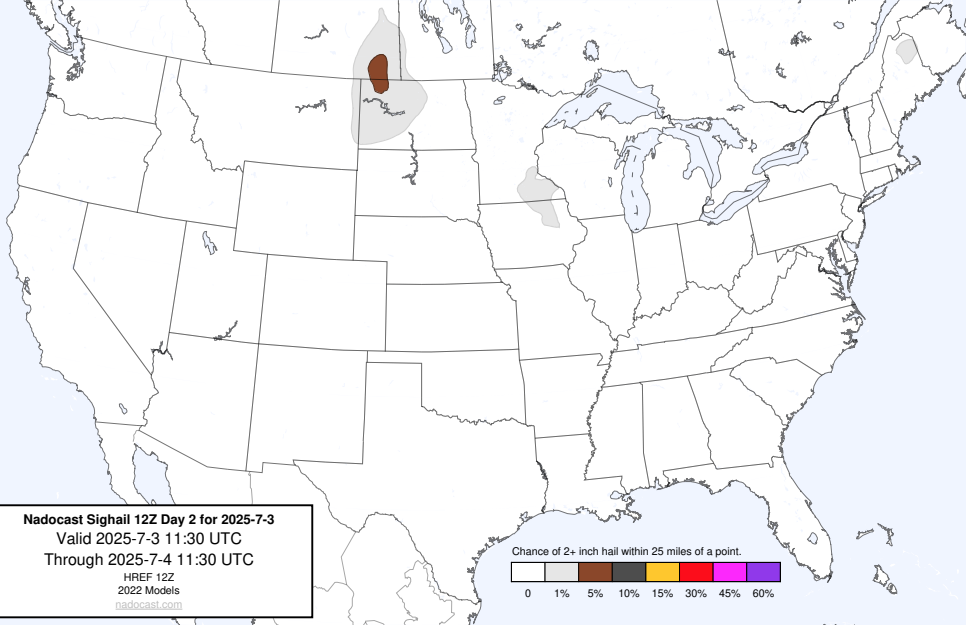 Nadocast Sighail 12Z Day 2 for 2025-7-3
Valid 2025-7-3 11:30 UTC
Through 2025-7-4 11:30 UTC
HREF 12Z
2022 Models
nadocast.com
Chance of 2+ inch hail within 25 miles of a point.
0 1% 5% 10% 15% 30% 45% 60%